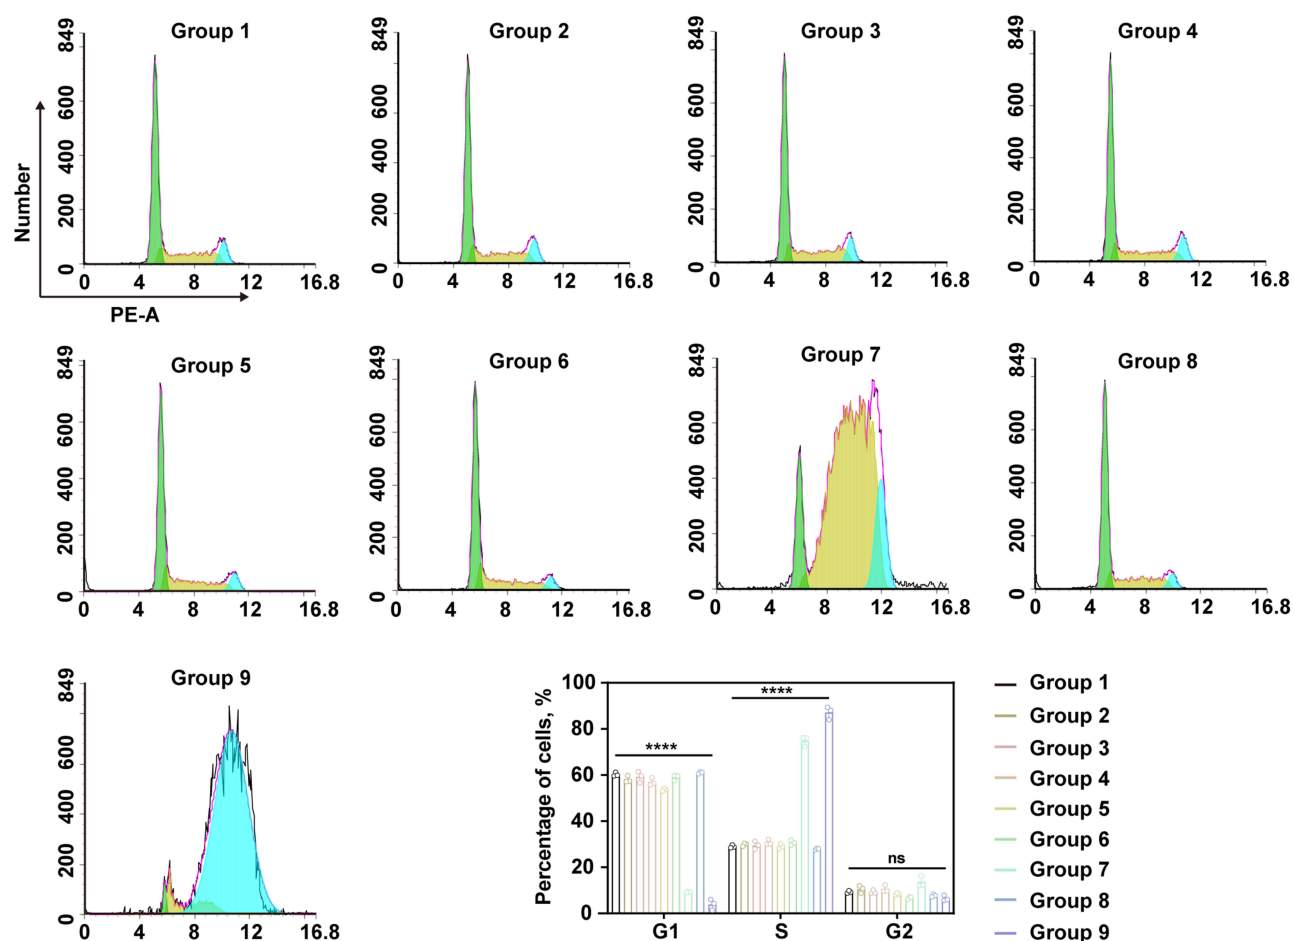 Group 1
849
600
400
200
0
0 4 8 12 16.8
Number
PE-A
Group 2
849
600
400
200
0
0 4 8 12 16.8
Group 3
849
600
400
200
0
0 4 8 12 16.8
Group 4
849
600
400
200
0
0 4 8 12 16.8
Group 5
849
600
400
200
0
0 4 8 12 16.8
Group 6
849
600
400
200
0
0 4 8 12 16.8
Group 7
849
600
400
200
0
0 4 8 12 16.8
Group 8
849
600
400
200
0
0 4 8 12 16.8
Group 9
849
600
400
200
0
0 4 8 12 16.8
Percentage of cells, %
100
80
60
40
20
0
****
****
ns
G1 S G2
Group 1
Group 2
Group 3
Group 4
Group 5
Group 6
Group 7
Group 8
Group 9